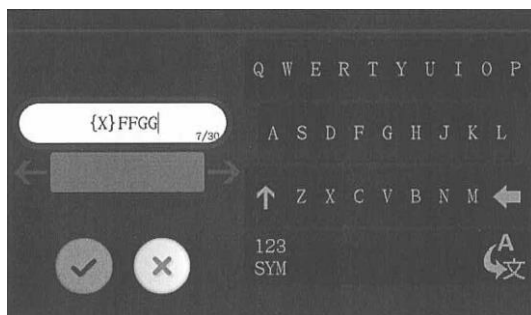 {X}FFGG
7/30
Q W E R T Y U I O P
A S D F G H J K L
Z X C V B N M
123
SYM
A
文